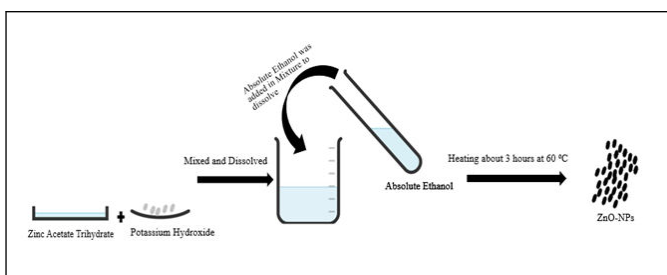 Absolute Ethanol was
added in Mixture to
dissolve
Mixed and Dissolved
Heating about 3 hours at 60 ⁰C
Absolute Ethanol
Zinc Acetate Trihydrate
+
Potassium Hydroxide
ZnO-NPs